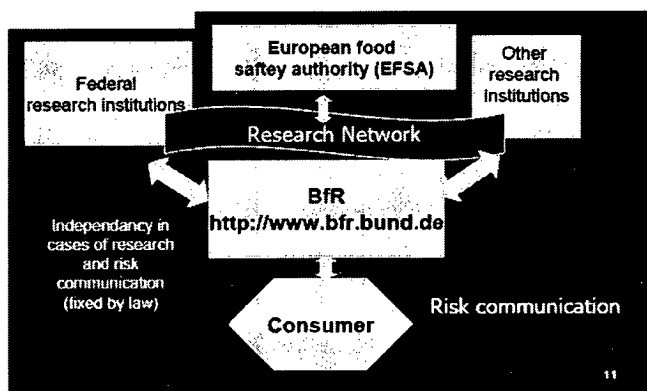 European food
saftey authority (EFSA)
Federal
research institutions
Other
research
institutions
Research Network
BfR
http://www.bfr.bund.de
Independancy in
cases of research
and risk
communication
(fixed by law)
Consumer
Risk communication
11